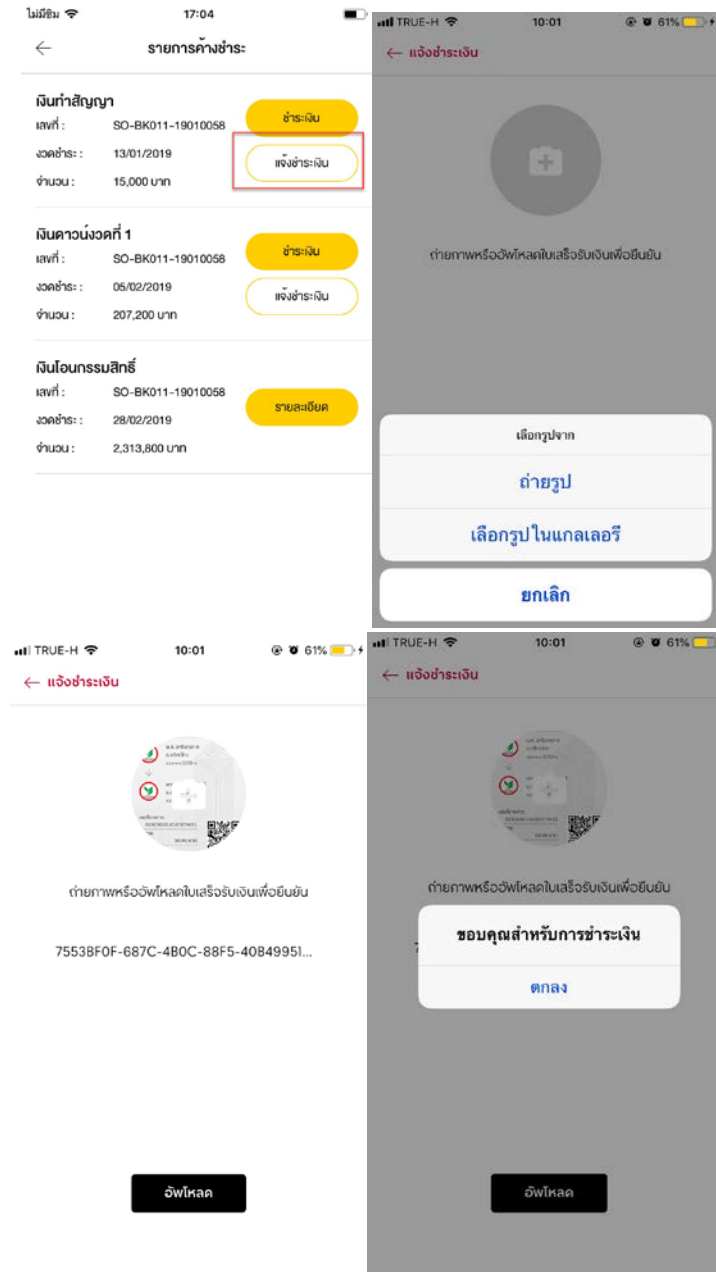 ไม่มีซิม 17:04
รายการค้างชำระ
เงินทำสัญญา
เลขที่ : SO-BK011-19010058
ชำระเงิน
งวดชำระ : 13/01/2019
แจ้งชำระเงิน
จำนวน : 15,000 บาท
เงินดาวน์งวดที่ 1
เลขที่ : SO-BK011-19010058
ชำระเงิน
งวดชำระ : 05/02/2019
แจ้งชำระเงิน
จำนวน : 207,200 บาท
เงินโอนกรรมสิทธิ์
เลขที่ : SO-BK011-19010058
รายละเอียด
งวดชำระ : 28/02/2019
จำนวน : 2,313,800 บาท
TRUE-H 10:01 61%
แจ้งชำระเงิน
ถ่ายภาพหรืออัพโหลดใบเสร็จรับเงินเพื่อยืนยัน
เลือกรูปจาก
ถ่ายรูป
เลือกรูปในแกลเลอรี
ยกเลิก
TRUE-H 10:01 61%
แจ้งชำระเงิน
ถ่ายภาพหรืออัพโหลดใบเสร็จรับเงินเพื่อยืนยัน
7553BF0F-687C-4B0C-88F5-40B49951...
อัพโหลด
TRUE-H 10:01 61%
แจ้งชำระเงิน
ถ่ายภาพหรืออัพโหลดใบเสร็จรับเงินเพื่อยืนยัน
ขอบคุณสำหรับการชำระเงิน
ตกลง
อัพโหลด